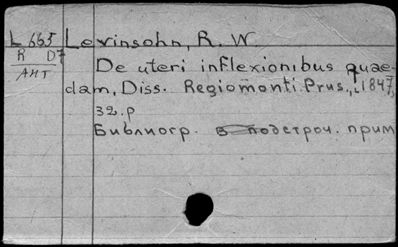 L 665 Levinsohn, R. W.
R D7
АНТ
De uteri inflexionibus quae-
dam, Diss. Regiomonti. Prus., [1847,
32. p
Библиогр. в подстроч. прим